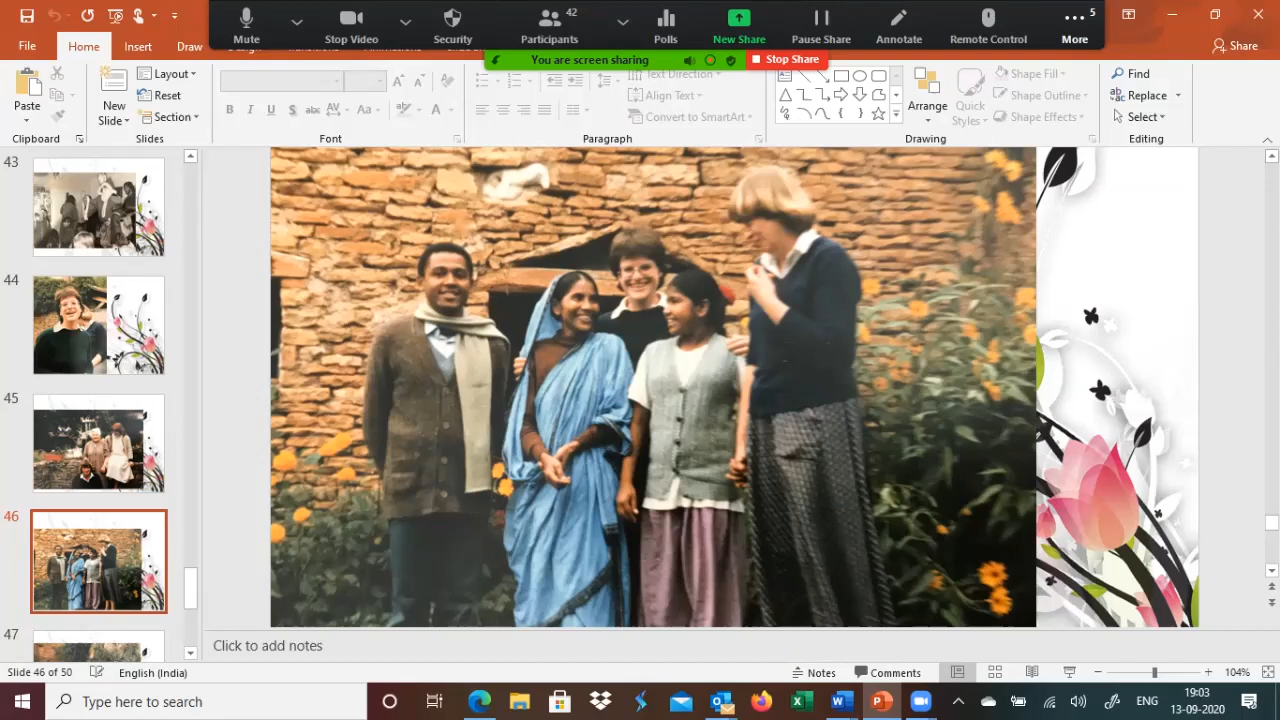 42
5
Mute
Stop Video
Security
Participants
Polls
New Share
Pause Share
Annotate
Remote Control
More
File
Home
Insert
Draw
You are screen sharing
Stop Share
Share
Paste
New
Slide
Layout
Reset
Section
B I U S abc AV Aa A
Text Direction
Align Text
Convert to SmartArt
Arrange
Quick
Styles
Shape Fill
Shape Outline
Shape Effects
Find
Replace
Select
Clipboard
Slides
Font
Paragraph
Drawing
Editing
43
44
45
46
47
Click to add notes
Slide 46 of 50
English (India)
Notes
Comments
104%
Type here to search
ENG
19:03
13-09-2020